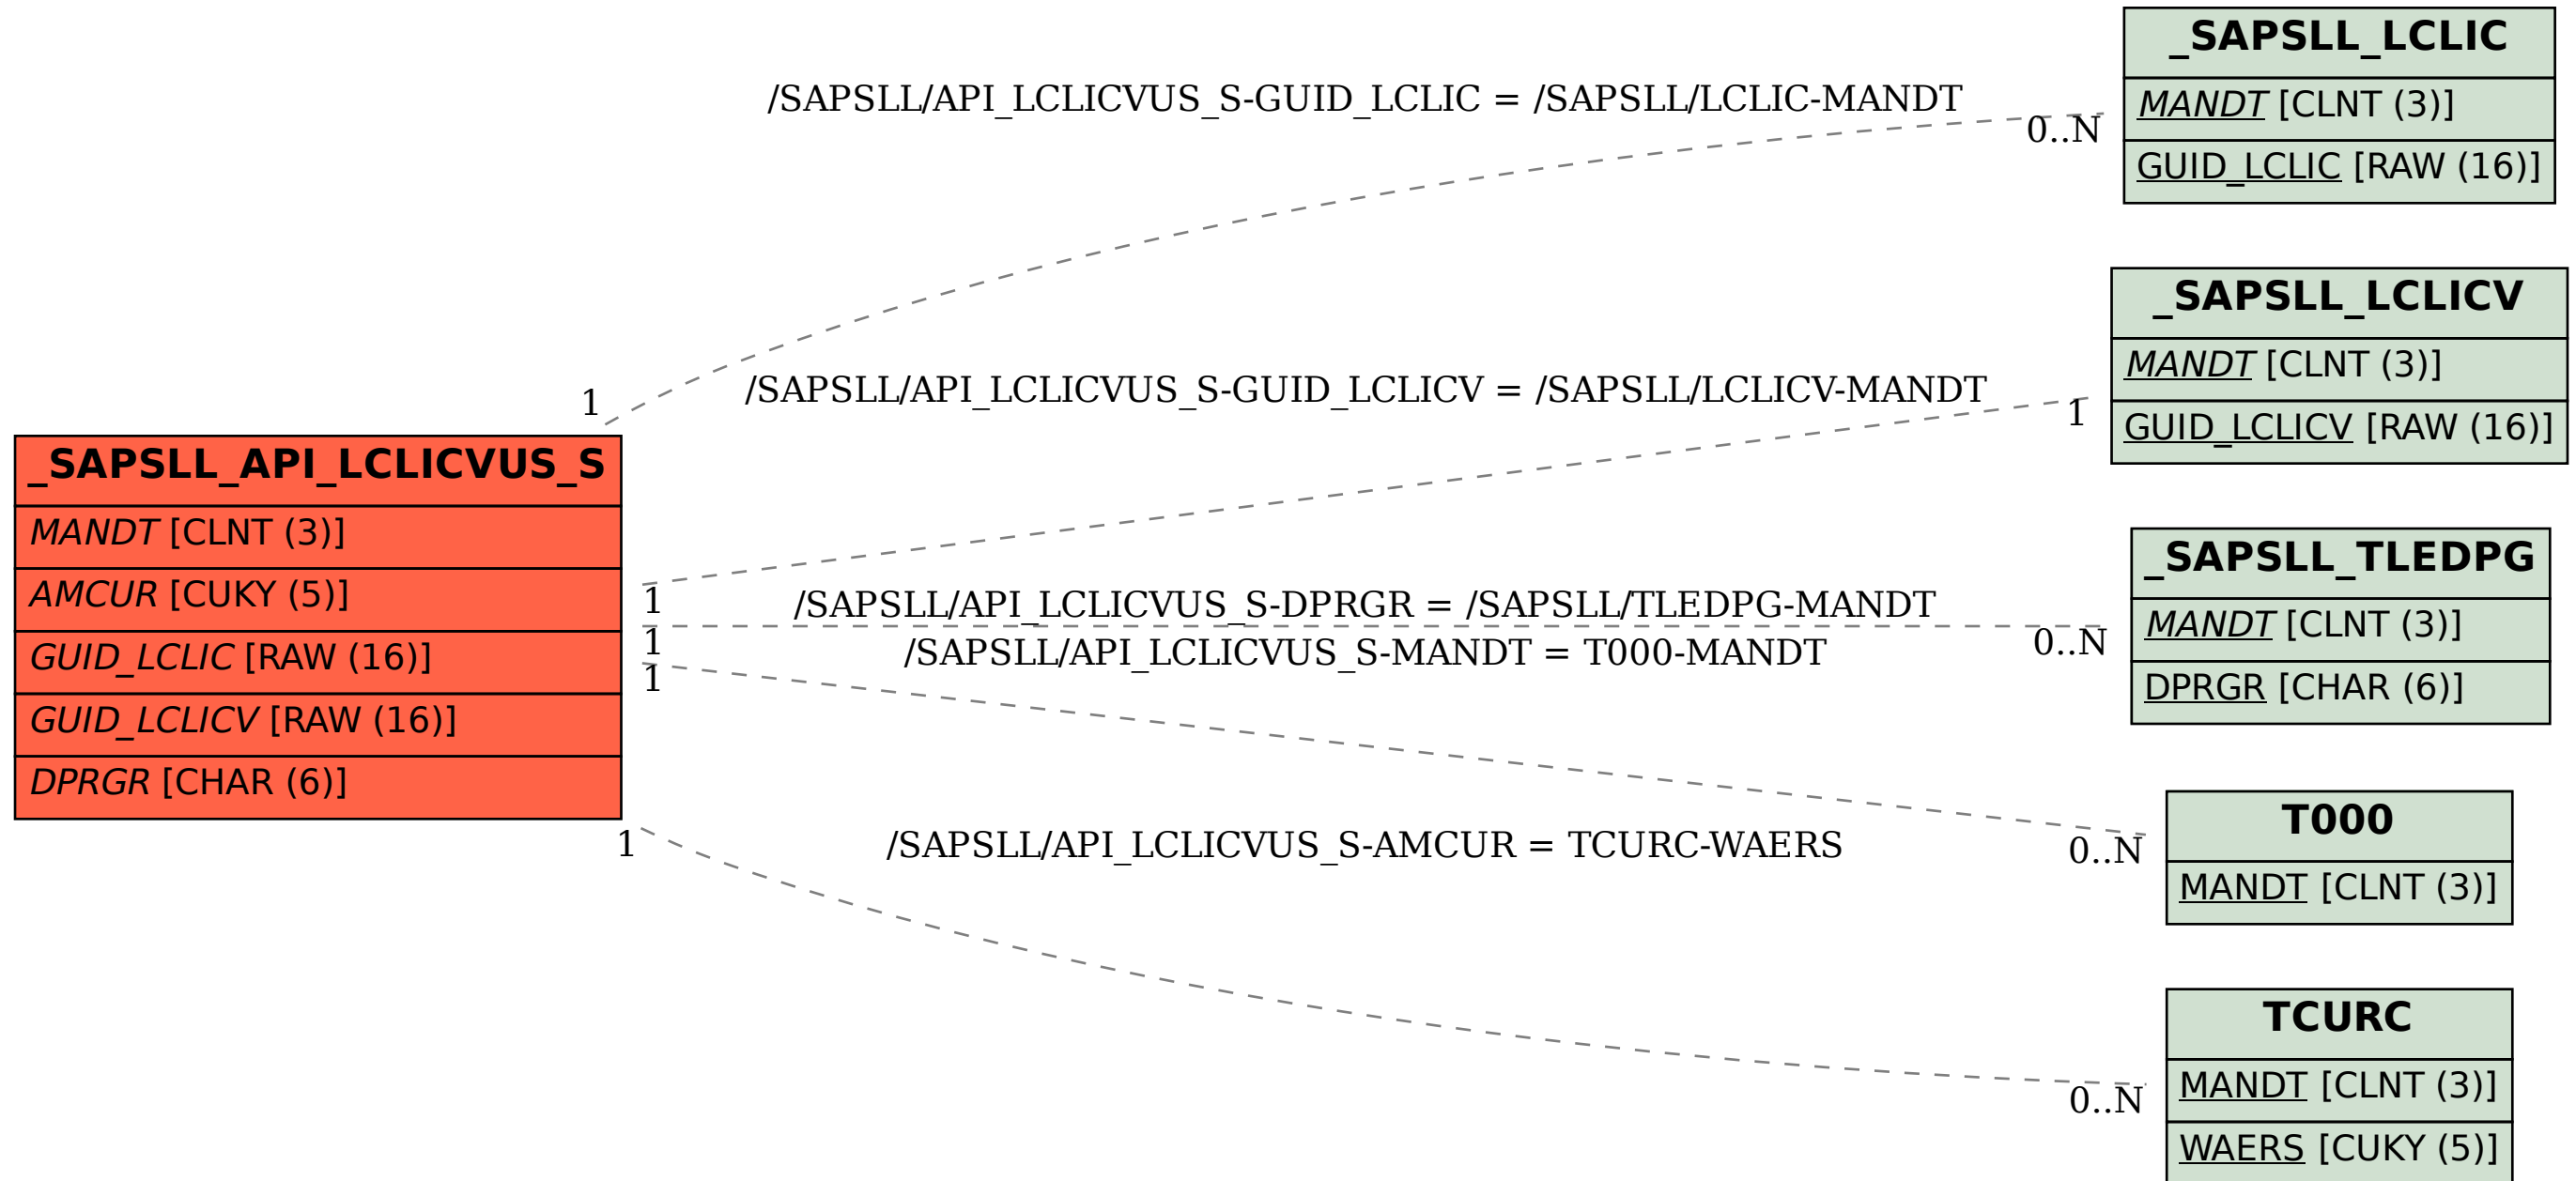 _SAPSLL_LCLIC
MANDT [CLNT (3)]
GUID_LCLIC [RAW (16)]
/SAPSLL/API_LCLICVUS_S-GUID_LCLIC = /SAPSLL/LCLIC-MANDT
0..N
1
_SAPSLL_LCLICV
MANDT [CLNT (3)]
GUID_LCLICV [RAW (16)]
/SAPSLL/API_LCLICVUS_S-GUID_LCLICV = /SAPSLL/LCLICV-MANDT
1
1
_SAPSLL_API_LCLICVUS_S
MANDT [CLNT (3)]
AMCUR [CUKY (5)]
GUID_LCLIC [RAW (16)]
GUID_LCLICV [RAW (16)]
DPRGR [CHAR (6)]
_SAPSLL_TLEDPG
MANDT [CLNT (3)]
DPRGR [CHAR (6)]
/SAPSLL/API_LCLICVUS_S-DPRGR = /SAPSLL/TLEDPG-MANDT
1
0..N
/SAPSLL/API_LCLICVUS_S-MANDT = T000-MANDT
1
0..N
T000
MANDT [CLNT (3)]
/SAPSLL/API_LCLICVUS_S-AMCUR = TCURC-WAERS
1
0..N
TCURC
MANDT [CLNT (3)]
WAERS [CUKY (5)]